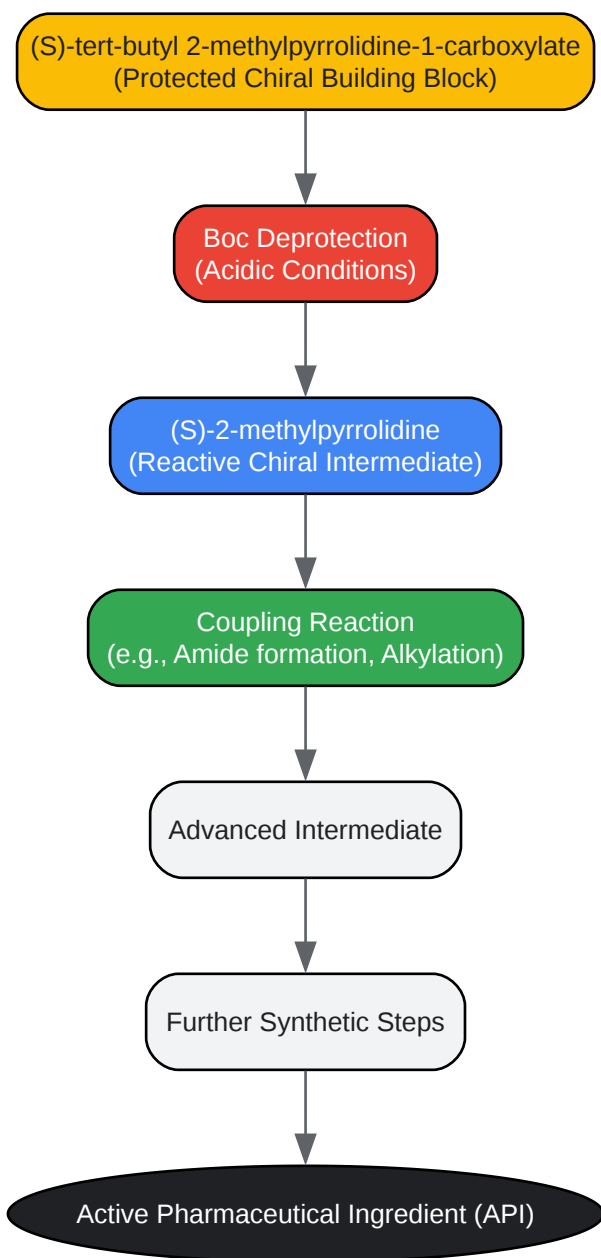 (S)-tert-butyl 2-methylpyrrolidine-1-carboxylate
(Protected Chiral Building Block)
Boc Deprotection
(Acidic Conditions)
(S)-2-methylpyrrolidine
(Reactive Chiral Intermediate)
Coupling Reaction
(e.g., Amide formation, Alkylation)
Advanced Intermediate
Further Synthetic Steps
Active Pharmaceutical Ingredient (API)